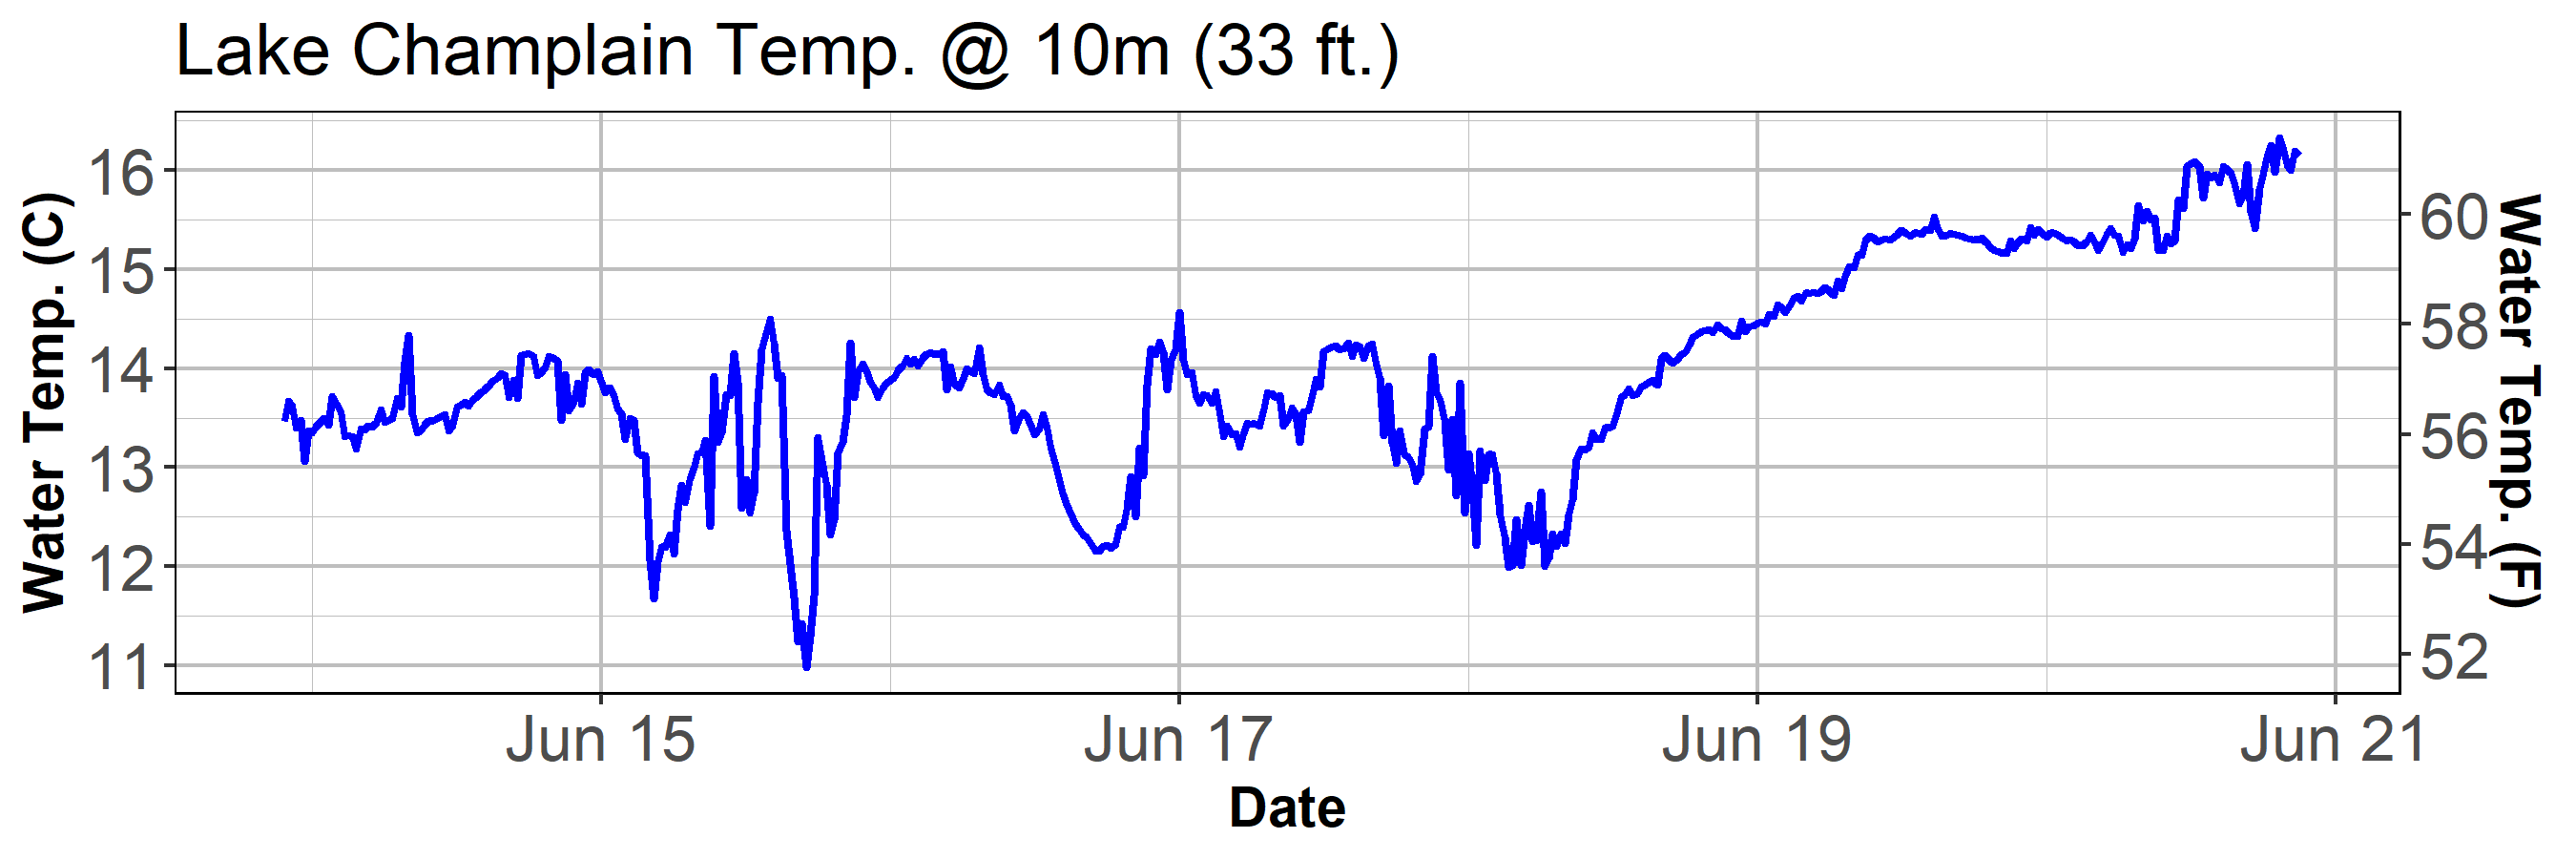 Lake Champlain Temp. @ 10m (33 ft.)
Water Temp. (C)
16
15
14
13
12
11
60
58
56
54
52
Water Temp. (F)
Jun 15 Jun 17 Jun 19 Jun 21
Date